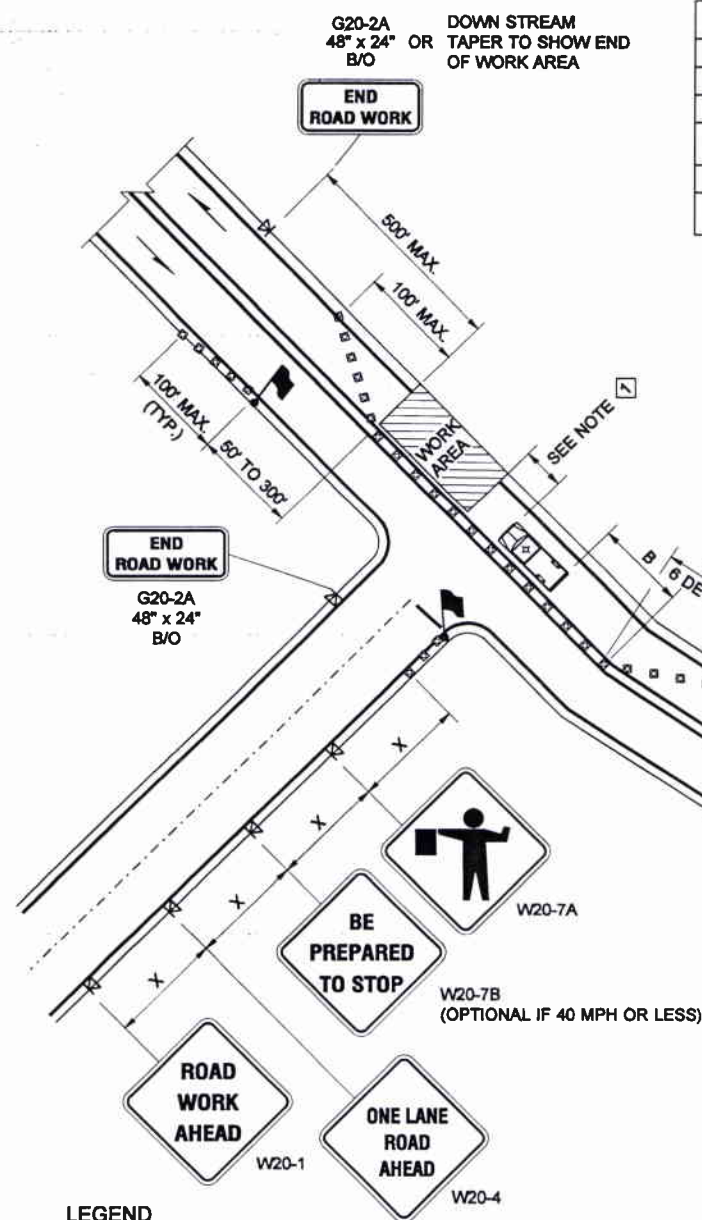 G20-2A
48" x 24"
B/O
OR
DOWN STREAM
TAPER TO SHOW END
OF WORK AREA
END
ROAD WORK
500' MAX.
100' MAX.
100' MAX.
(TYP.)
50' TO 300'
WORK
AREA
SEE NOTE 7
B
6 DE
END
ROAD WORK
G20-2A
48" x 24"
B/O
X
X
X
X
W20-7A
BE
PREPARED
TO STOP
W20-7B
(OPTIONAL IF 40 MPH OR LESS)
ROAD
WORK
AHEAD
W20-1
ONE LANE
ROAD
AHEAD
W20-4
LEGEND